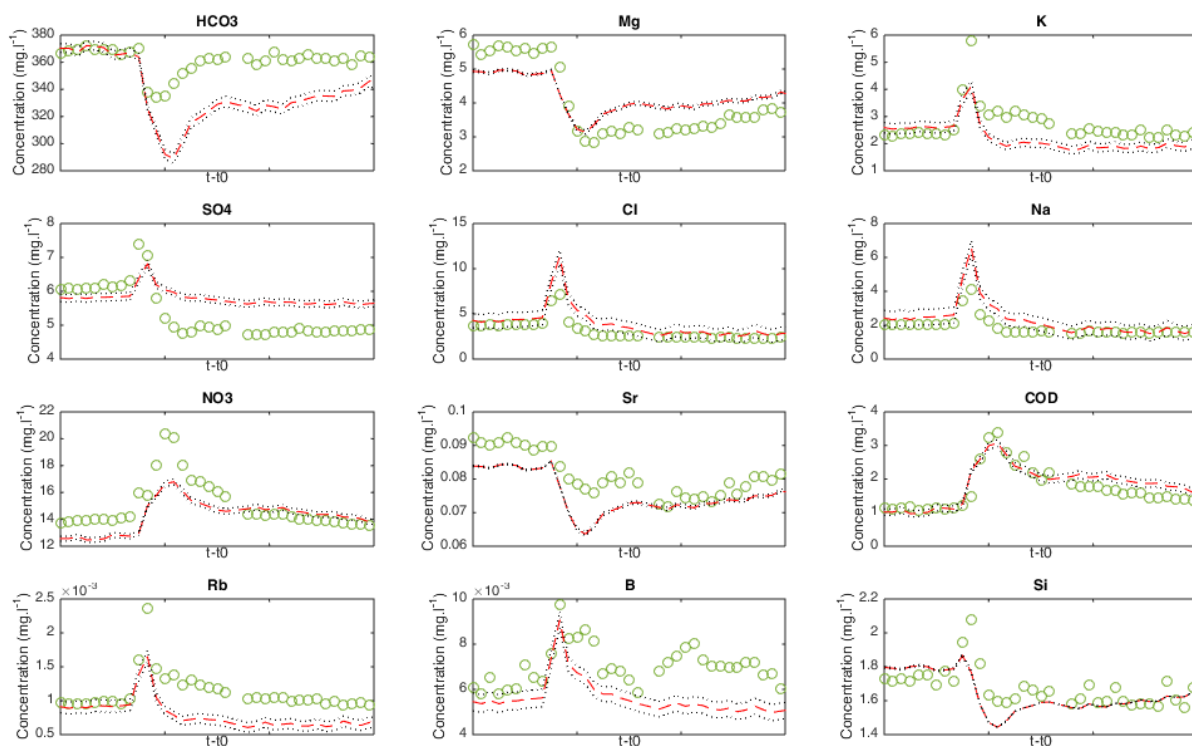 HCO3
Concentration (mg.l⁻¹)
380
360
340
320
300
280
t-t0
Mg
Concentration (mg.l⁻¹)
6
5
4
3
2
t-t0
K
Concentration (mg.l⁻¹)
6
5
4
3
2
1
t-t0
SO4
Concentration (mg.l⁻¹)
8
7
6
5
4
t-t0
Cl
Concentration (mg.l⁻¹)
15
10
5
0
t-t0
Na
Concentration (mg.l⁻¹)
8
6
4
2
0
t-t0
NO3
Concentration (mg.l⁻¹)
22
20
18
16
14
12
t-t0
Sr
Concentration (mg.l⁻¹)
0.1
0.09
0.08
0.07
0.06
t-t0
COD
Concentration (mg.l⁻¹)
4
3
2
1
0
t-t0
Rb
×10⁻³
Concentration (mg.l⁻¹)
2.5
2
1.5
1
0.5
t-t0
B
×10⁻³
Concentration (mg.l⁻¹)
10
8
6
4
t-t0
Si
Concentration (mg.l⁻¹)
2.2
2
1.8
1.6
1.4
t-t0